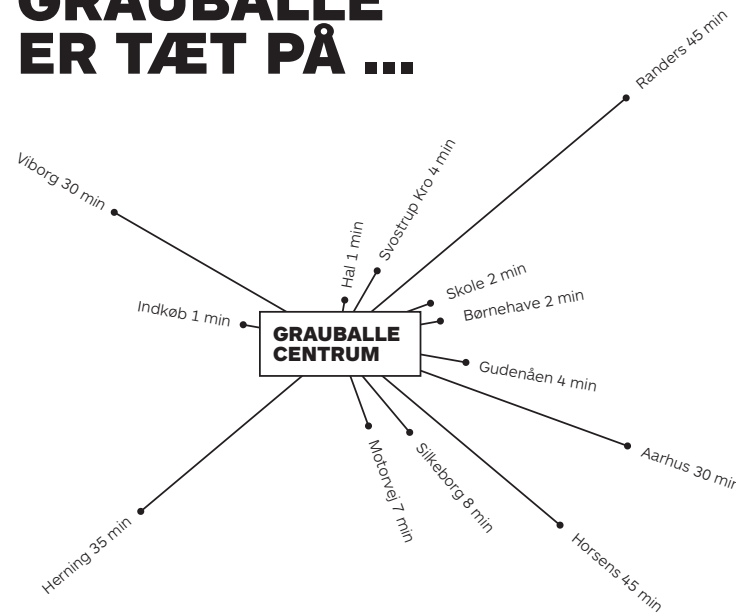 GRAUBALLE
ER TÆT PÅ ...
Randers 45 min
Svostrup Kro 4 min
Viborg 30 min
Hal 1 min
Skole 2 min
Børnehave 2 min
Indkøb 1 min
GRAUBALLE
CENTRUM
Gudenåen 4 min
Aarhus 30 min
Motorvej 7 min
Silkeborg 8 min
Herning 35 min
Horsens 45 min